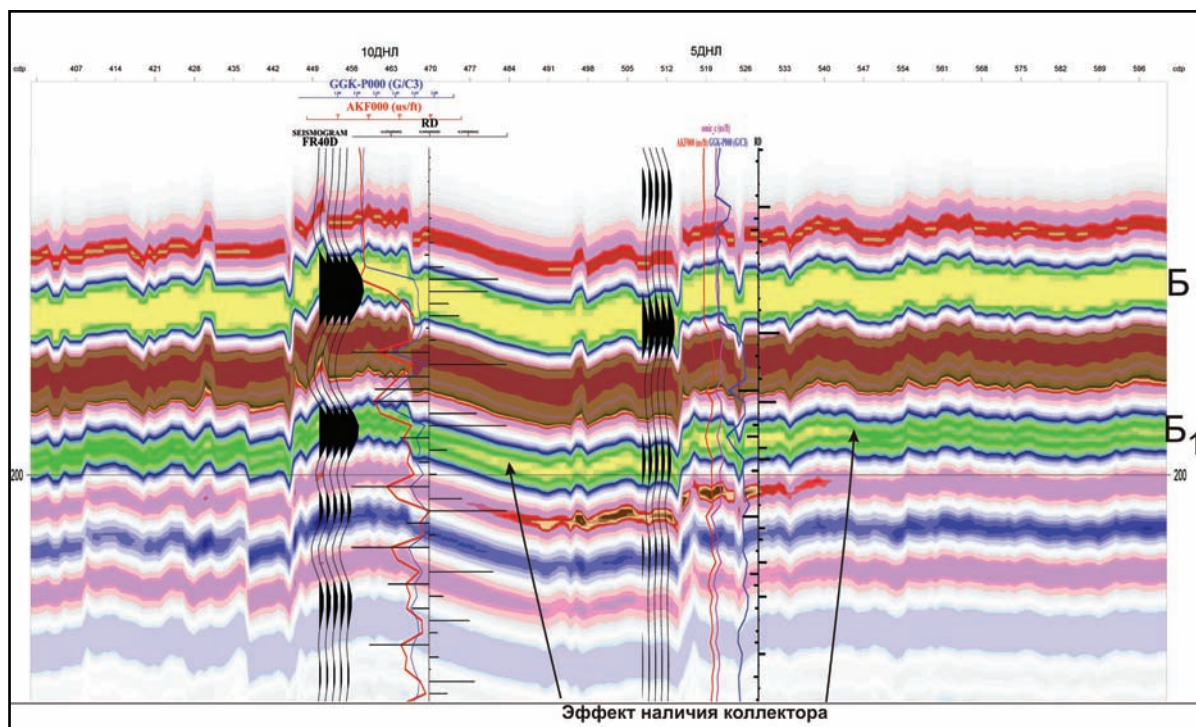 10ДНЛ 5ДНЛ
cdp 407 414 421 428 435 442 449 456 463 470 477 484 491 498 505 512 519 526 533 540 547 554 561 568 575 582 589 596 cdp
GGK-P000 (G/C3)
AKF000 (us/ft)
RD
SEISMOGRAM
FR40D
AKF000 (us/ft) GGK-P000 (G/C3) RD
Б
Б1
200 200
Эффект наличия коллектора